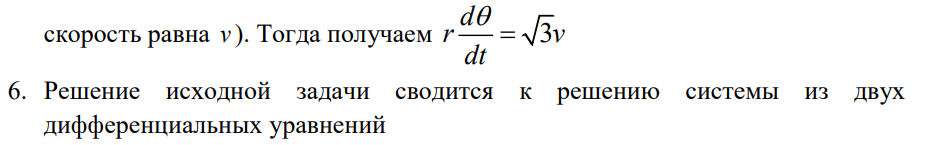 скорость равна v). Тогда получаем r dθ/dt = √3v
6. Решение исходной задачи сводится к решению системы из двух
дифференциальных уравнений